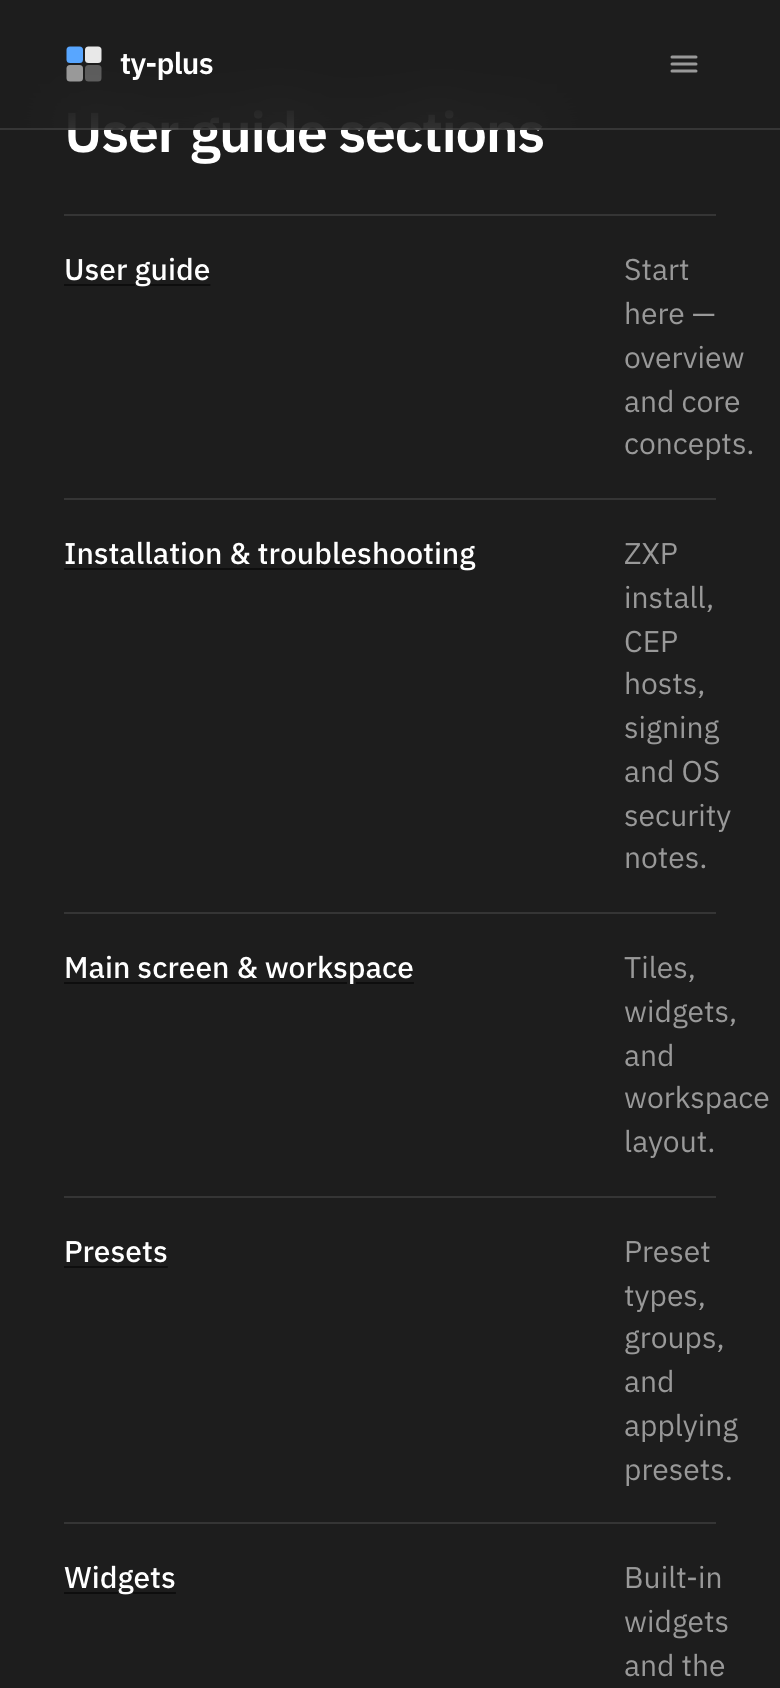 ty-plus
User guide sections
User guide
Start
here —
overview
and core
concepts.
Installation & troubleshooting
ZXP
install,
CEP
hosts,
signing
and OS
security
notes.
Main screen & workspace
Tiles,
widgets,
and
workspace
layout.
Presets
Preset
types,
groups,
and
applying
presets.
Widgets
Built-in
widgets
and the